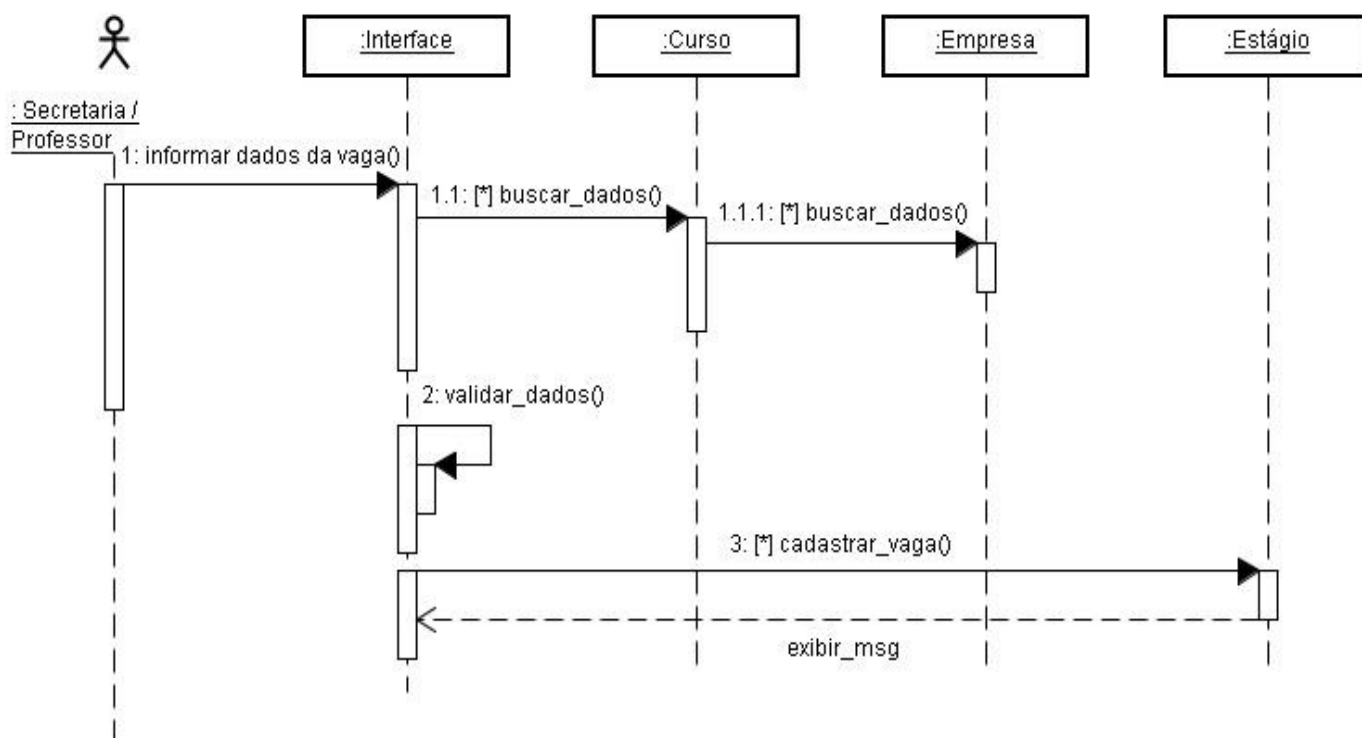 :Interface
:Curso
:Empresa
:Estágio
: Secretaria /
Professor
1: informar dados da vaga()
1.1: [*] buscar_dados()
1.1.1: [*] buscar_dados()
2: validar_dados()
3: [*] cadastrar_vaga()
exibir_msg